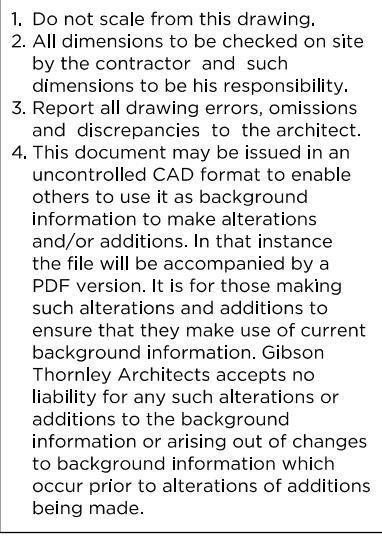 1. Do not scale from this drawing.
2. All dimensions to be checked on site
by the contractor and such
dimensions to be his responsibility.
3. Report all drawing errors, omissions
and discrepancies to the architect.
4. This document may be issued in an
uncontrolled CAD format to enable
others to use it as background
information to make alterations
and/or additions. In that instance
the file will be accompanied by a
PDF version. It is for those making
such alterations and additions to
ensure that they make use of current
background information. Gibson
Thornley Architects accepts no
liability for any such alterations or
additions to the background
information or arising out of changes
to background information which
occur prior to alterations of additions
being made.